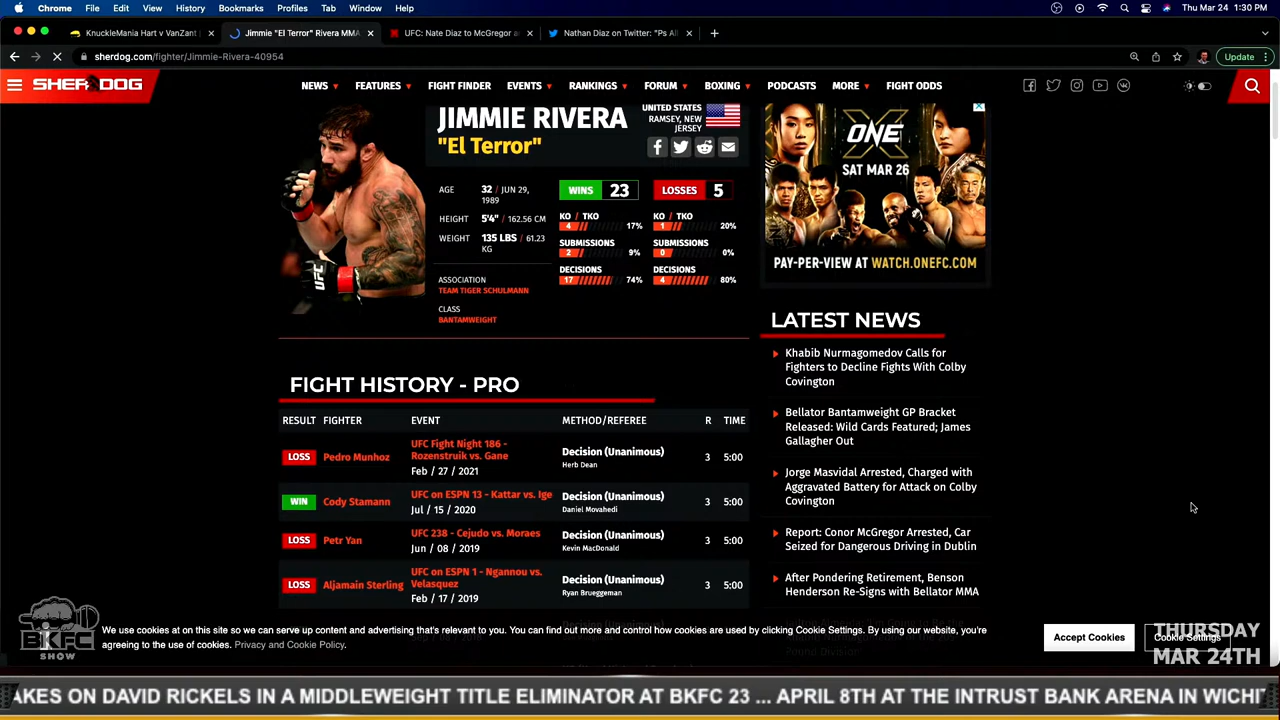 Chrome File Edit View History Bookmarks Profiles Tab Window Help
Thu Mar 24 1:30 PM
KnuckleMania Hart v VanZant
Jimmie "El Terror" Rivera MMA
UFC: Nate Diaz to McGregor a
Nathan Diaz on Twitter: "Ps Al
sherdog.com/fighter/Jimmie-Rivera-40954
Update
SHERDOG
NEWS FEATURES FIGHT FINDER EVENTS RANKINGS FORUM BOXING PODCASTS MORE FIGHT ODDS
JIMMIE RIVERA
"El Terror"
UNITED STATES
RAMSEY, NEW
JERSEY
AGE 32 / JUN 29,
1989
HEIGHT 5'4" / 162.56 CM
WEIGHT 135 LBS / 61.23
KG
ASSOCIATION
TEAM TIGER SCHULMANN
CLASS
BANTAMWEIGHT
WINS 23
KO / TKO
4 17%
SUBMISSIONS
2 9%
DECISIONS
17 74%
LOSSES 5
KO / TKO
1 20%
SUBMISSIONS
0 0%
DECISIONS
4 80%
UFC
ONE
X
SAT MAR 26
PAY-PER-VIEW AT WATCH.ONEFC.COM
FIGHT HISTORY - PRO
RESULT FIGHTER EVENT METHOD/REFEREE R TIME
LOSS Pedro Munhoz UFC Fight Night 186 -
Rozenstruik vs. Gane
Feb / 27 / 2021
Decision (Unanimous)
Herb Dean
3 5:00
WIN Cody Stamann UFC on ESPN 13 - Kattar vs. Ige
Jul / 15 / 2020
Decision (Unanimous)
Daniel Movahedi
3 5:00
LOSS Petr Yan UFC 238 - Cejudo vs. Moraes
Jun / 08 / 2019
Decision (Unanimous)
Kevin MacDonald
3 5:00
LOSS Aljamain Sterling UFC on ESPN 1 - Ngannou vs.
Velasquez
Feb / 17 / 2019
Decision (Unanimous)
Ryan Brueggeman
3 5:00
LATEST NEWS
Khabib Nurmagomedov Calls for
Fighters to Decline Fights With Colby
Covington
Bellator Bantamweight GP Bracket
Released: Wild Cards Featured; James
Gallagher Out
Jorge Masvidal Arrested, Charged with
Aggravated Battery for Attack on Colby
Covington
Report: Conor McGregor Arrested, Car
Seized for Dangerous Driving in Dublin
After Pondering Retirement, Benson
Henderson Re-Signs with Bellator MMA
We use cookies at on this site so we can serve up content and advertising that's relevant to you. You can find out more and control how cookies are used by clicking Cookie Settings. By using our website, you're
agreeing to the use of cookies. Privacy and Cookie Policy.
Accept Cookies
Cookie Settings
BKFC
SHOW
THURSDAY
MAR 24TH
AKES ON DAVID RICKELS IN A MIDDLEWEIGHT TITLE ELIMINATOR AT BKFC 23 ... APRIL 8TH AT THE INTRUST BANK ARENA IN WICHI